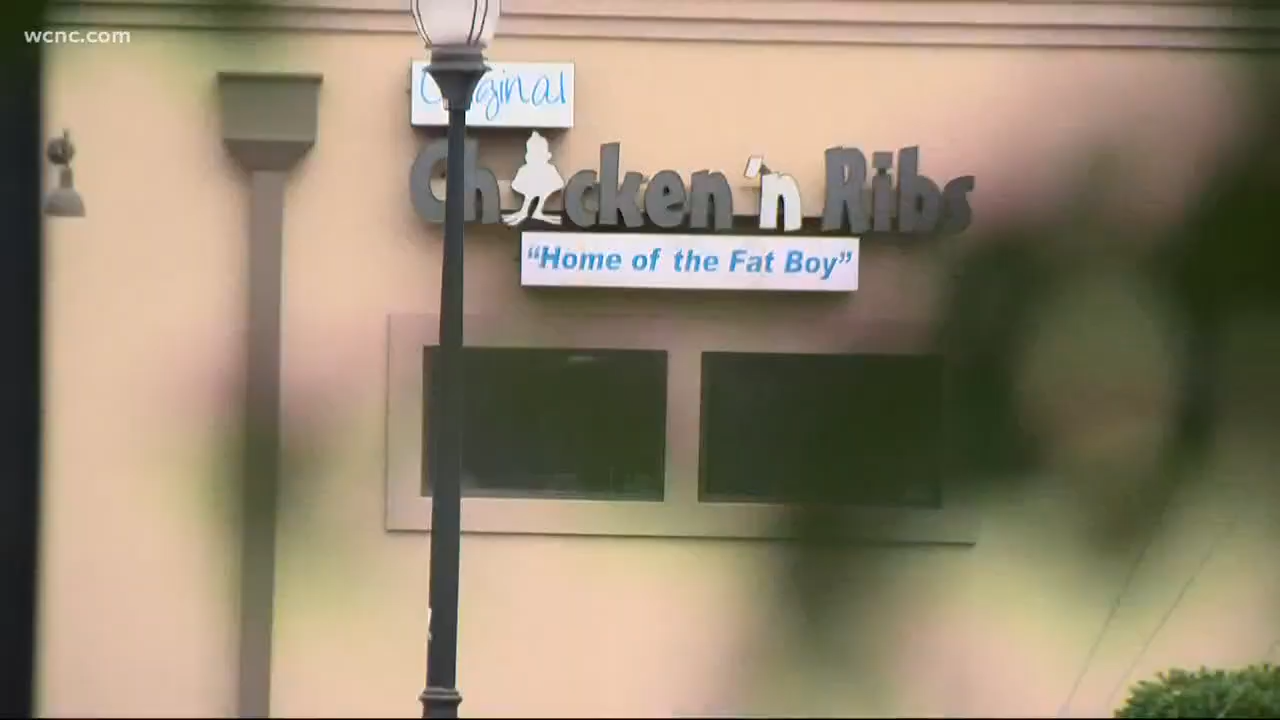 wcnc.com
Original
Chicken 'n Ribs
“Home of the Fat Boy”